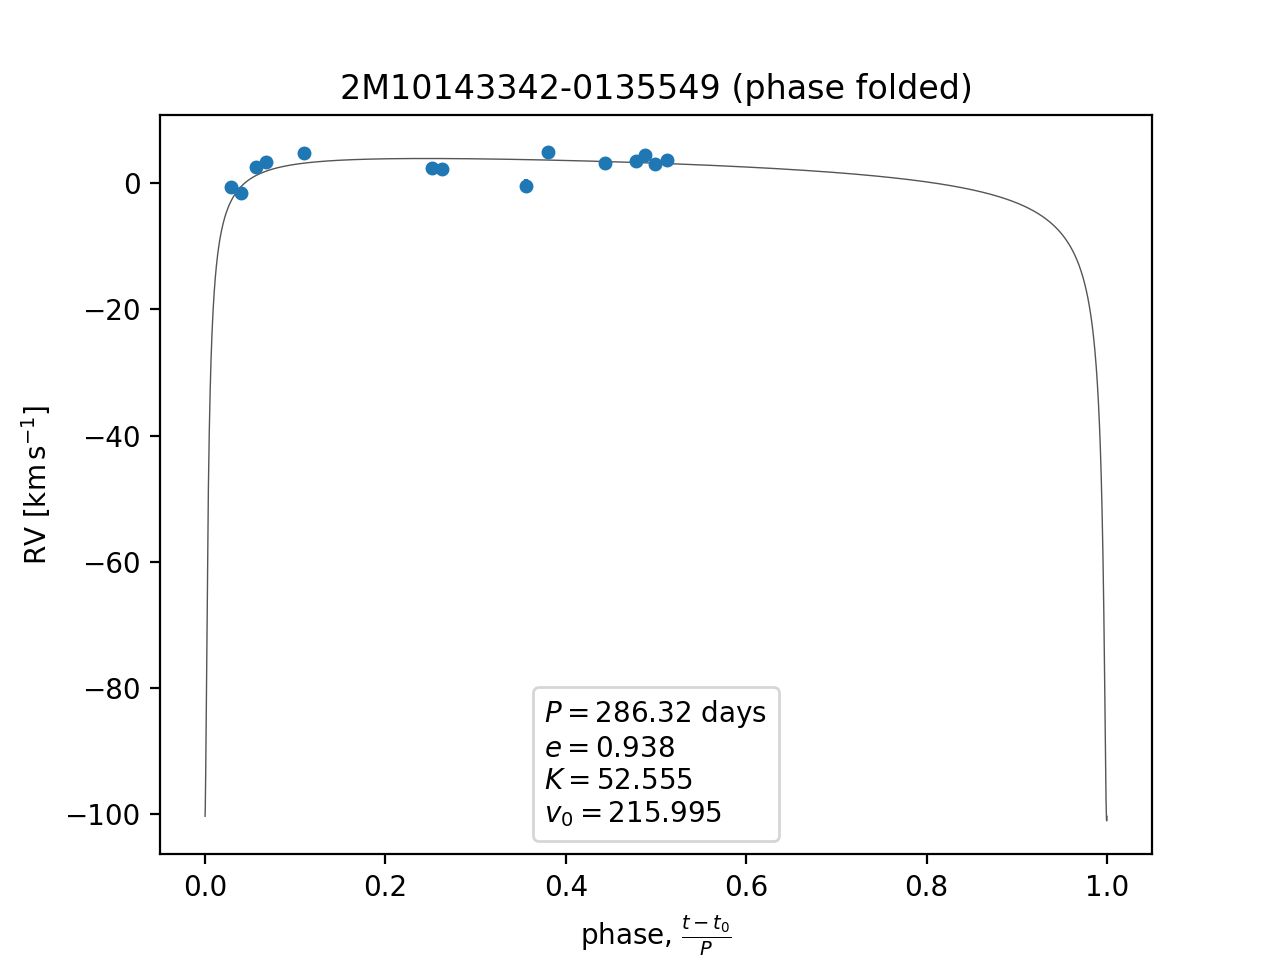 2M10143342-0135549 (phase folded)
RV [km s⁻¹]
0
−20
−40
−60
−80
−100
P = 286.32 days
e = 0.938
K = 52.555
v₀ = 215.995
0.0 0.2 0.4 0.6 0.8 1.0
phase, (t − t₀)/P